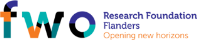 fwo
Research Foundation
Flanders
Opening new horizons